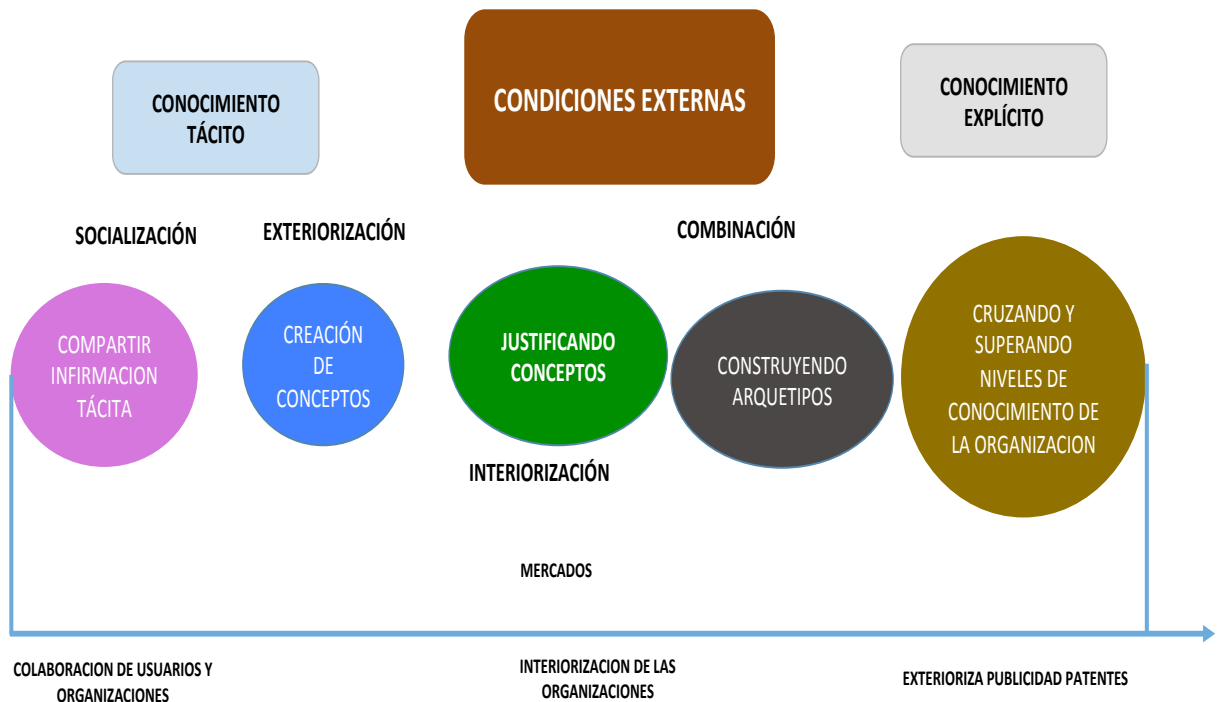 CONOCIMIENTO
TÁCITO
CONDICIONES EXTERNAS
CONOCIMIENTO
EXPLÍCITO
SOCIALIZACIÓN
EXTERIORIZACIÓN
COMBINACIÓN
COMPARTIR
INFIRMACION
TÁCITA
CREACIÓN
DE
CONCEPTOS
JUSTIFICANDO
CONCEPTOS
CONSTRUYENDO
ARQUETIPOS
CRUZANDO Y
SUPERANDO
NIVELES DE
CONOCIMIENTO DE
LA ORGANIZACION
INTERIORIZACIÓN
MERCADOS
COLABORACION DE USUARIOS Y
ORGANIZACIONES
INTERIORIZACION DE LAS
ORGANIZACIONES
EXTERIORIZA PUBLICIDAD PATENTES